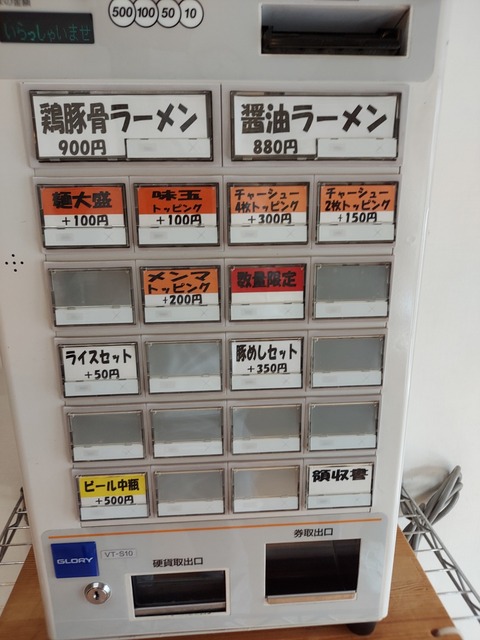 いらっしゃいませ
500 100 50 10
鶏豚骨ラーメン
900円
醤油ラーメン
880円
麺大盛
+100円
味玉
トッピング
+100円
チャーシュー
4枚トッピング
+300円
チャーシュー
2枚トッピング
+150円
メンマ
トッピング
+200円
数量限定
ライスセット
+50円
豚めしセット
+350円
ビール中瓶
+500円
領収書
GLORY
VT-S10
硬貨取出口
券取出口